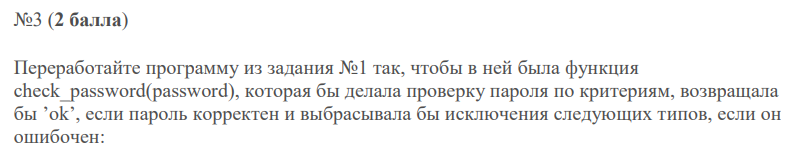 №3 (2 балла)
Переработайте программу из задания №1 так, чтобы в ней была функция
check_password(password), которая бы делала проверку пароля по критериям, возвращала
бы ’ok’, если пароль корректен и выбрасывала бы исключения следующих типов, если он
ошибочен: